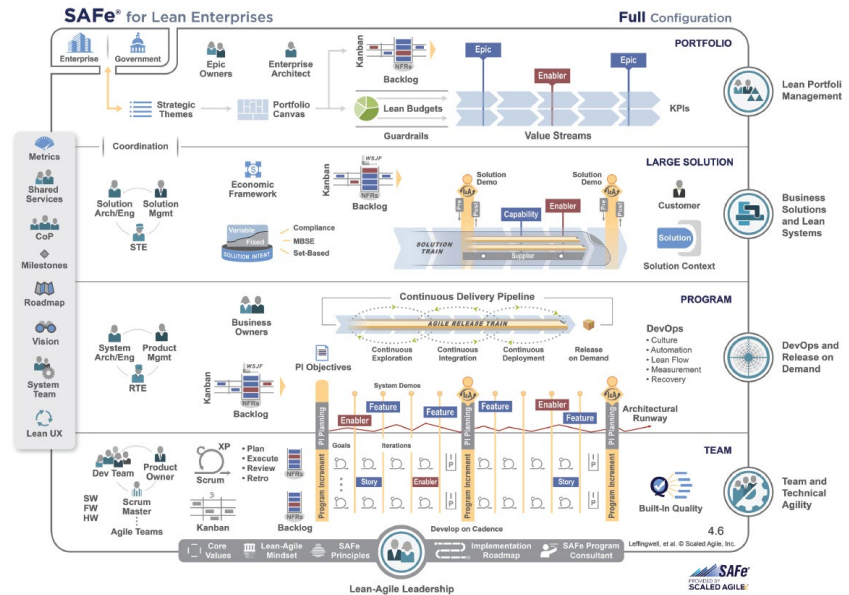 SAFe® for Lean Enterprises
Full Configuration
PORTFOLIO
Enterprise
Government
Epic
Owners
Enterprise
Architect
Kanban
NFRs
Backlog
Epic
Enabler
Epic
Lean Portfoli
Management
Strategic
Themes
Portfolio
Canvas
Lean Budgets
Guardrails
Value Streams
KPIs
Coordination
Metrics
Shared
Services
CoP
Milestones
Roadmap
Vision
System
Team
Lean UX
LARGE SOLUTION
Solution
Arch/Eng
Solution
Mgmt
STE
Economic
Framework
Kanban
WSJF
NFRs
Backlog
Variable
Fixed
SOLUTION INTENT
Compliance
MBSE
Set-Based
Solution
Demo
I&A
Pre
Post
Capability
Enabler
Solution
Demo
I&A
Pre
Post
SOLUTION
TRAIN
Supplier
Customer
Solution
Solution Context
Business
Solutions
and Lean
Systems
PROGRAM
Continuous Delivery Pipeline
AGILE RELEASE TRAIN
Continuous
Exploration
Continuous
Integration
Continuous
Deployment
Release
on Demand
Business
Owners
System
Arch/Eng
Product
Mgmt
RTE
Kanban
WSJF
NFRs
Backlog
PI Objectives
DevOps
• Culture
• Automation
• Lean Flow
• Measurement
• Recovery
DevOps and
Release on
Demand
System Demos
I&A
I&A
Enabler
Feature
Feature
Feature
Enabler
Feature
Architectural
Runway
PI Planning
PI Planning
PI Planning
TEAM
Dev Team
Product
Owner
Scrum
Master
SW
FW
HW
Agile Teams
XP
Scrum
Kanban
• Plan
• Execute
• Review
• Retro
NFRs
NFRs
Backlog
Program Increment
Goals
Iterations
Story
Enabler
I
P
I
P
Program Increment
Story
I
P
I
P
Program Increment
Develop on Cadence
Built-In Quality
Team and
Technical
Agility
4.6
Leffingwell, et al. © Scaled Agile, Inc.
Core
Values
Lean-Agile
Mindset
SAFe
Principles
Implementation
Roadmap
SAFe Program
Consultant
Lean-Agile Leadership
SAFe®
PROVIDED BY
SCALED AGILE